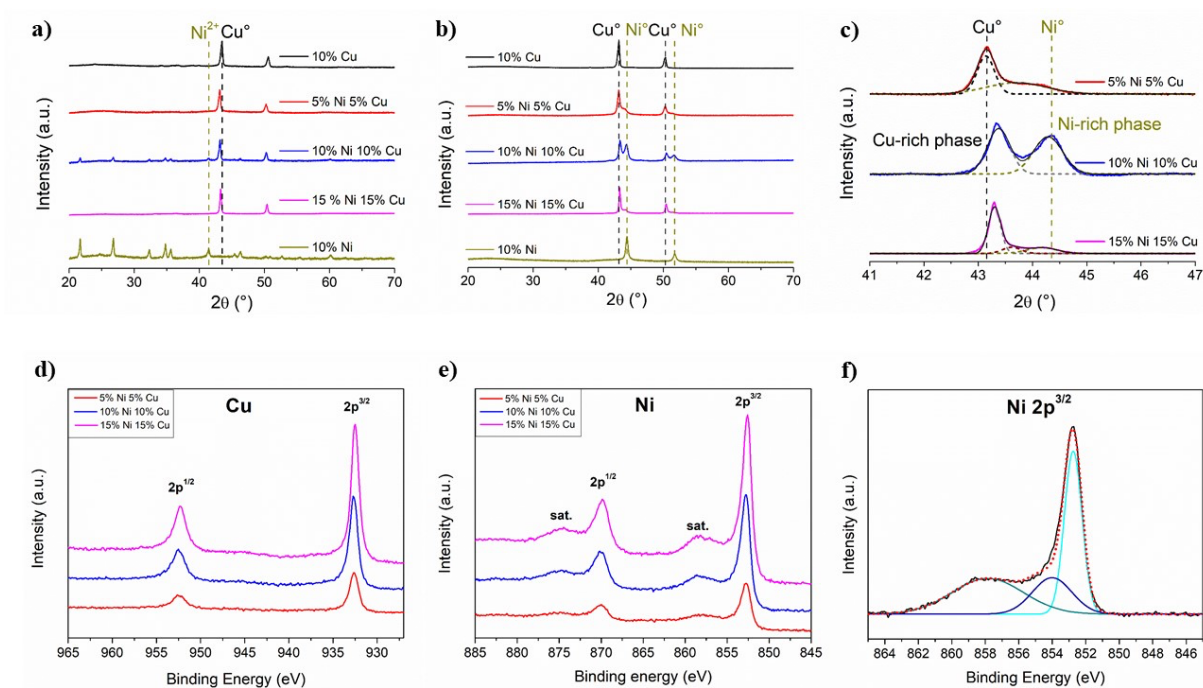 a)
Ni²⁺ Cu°
10% Cu
5% Ni 5% Cu
10% Ni 10% Cu
15 % Ni 15% Cu
10% Ni
Intensity (a.u.)
20 30 40 50 60 70
2θ (°)
b)
Cu° Ni° Cu° Ni°
10% Cu
5% Ni 5% Cu
10% Ni 10% Cu
15% Ni 15% Cu
10% Ni
Intensity (a.u.)
20 30 40 50 60 70
2θ (°)
c)
Cu° Ni°
5% Ni 5% Cu
Cu-rich phase
Ni-rich phase
10% Ni 10% Cu
15% Ni 15% Cu
Intensity (a.u.)
41 42 43 44 45 46 47
2θ (°)
d)
5% Ni 5% Cu
10% Ni 10% Cu
15% Ni 15% Cu
Cu
2p³/²
2p¹/²
Intensity (a.u.)
965 960 955 950 945 940 935 930
Binding Energy (eV)
e)
5% Ni 5% Cu
10% Ni 10% Cu
15% Ni 15% Cu
Ni
2p³/²
2p¹/²
sat.
sat.
Intensity (a.u.)
885 880 875 870 865 860 855 850 845
Binding Energy (eV)
f)
Ni 2p³/²
Intensity (a.u.)
864 862 860 858 856 854 852 850 848 846
Binding Energy (eV)